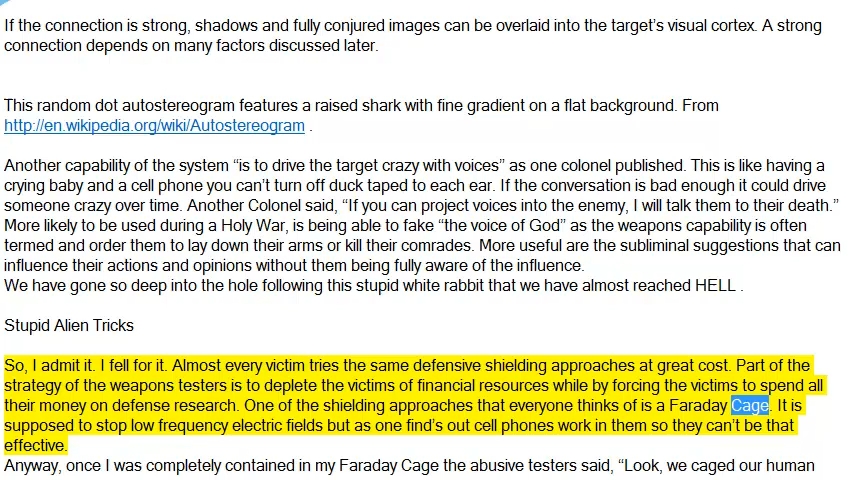 If the connection is strong, shadows and fully conjured images can be overlaid into the target’s visual cortex. A strong
connection depends on many factors discussed later.
This random dot autostereogram features a raised shark with fine gradient on a flat background. From
http://en.wikipedia.org/wiki/Autostereogram .
Another capability of the system “is to drive the target crazy with voices” as one colonel published. This is like having a
crying baby and a cell phone you can’t turn off duck taped to each ear. If the conversation is bad enough it could drive
someone crazy over time. Another Colonel said, “If you can project voices into the enemy, I will talk them to their death.”
More likely to be used during a Holy War, is being able to fake “the voice of God” as the weapons capability is often
termed and order them to lay down their arms or kill their comrades. More useful are the subliminal suggestions that can
influence their actions and opinions without them being fully aware of the influence.
We have gone so deep into the hole following this stupid white rabbit that we have almost reached HELL .
Stupid Alien Tricks
So, I admit it. I fell for it. Almost every victim tries the same defensive shielding approaches at great cost. Part of the
strategy of the weapons testers is to deplete the victims of financial resources while by forcing the victims to spend all
their money on defense research. One of the shielding approaches that everyone thinks of is a Faraday Cage. It is
supposed to stop low frequency electric fields but as one find’s out cell phones work in them so they can’t be that
effective.
Anyway, once I was completely contained in my Faraday Cage the abusive testers said, “Look, we caged our human